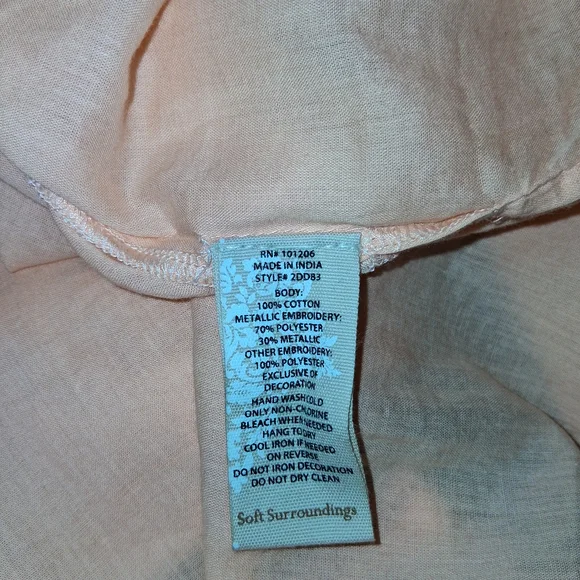 RN# 101206
MADE IN INDIA
STYLE# 2DD83
BODY:
100% COTTON
METALLIC EMBROIDERY:
70% POLYESTER
30% METALLIC
OTHER EMBROIDERY:
100% POLYESTER
EXCLUSIVE OF
DECORATION
HAND WASH COLD
ONLY NON-CHLORINE
BLEACH WHEN NEEDED
HANG TO DRY
COOL IRON IF NEEDED
ON REVERSE
DO NOT IRON DECORATION
DO NOT DRY CLEAN
Soft Surroundings